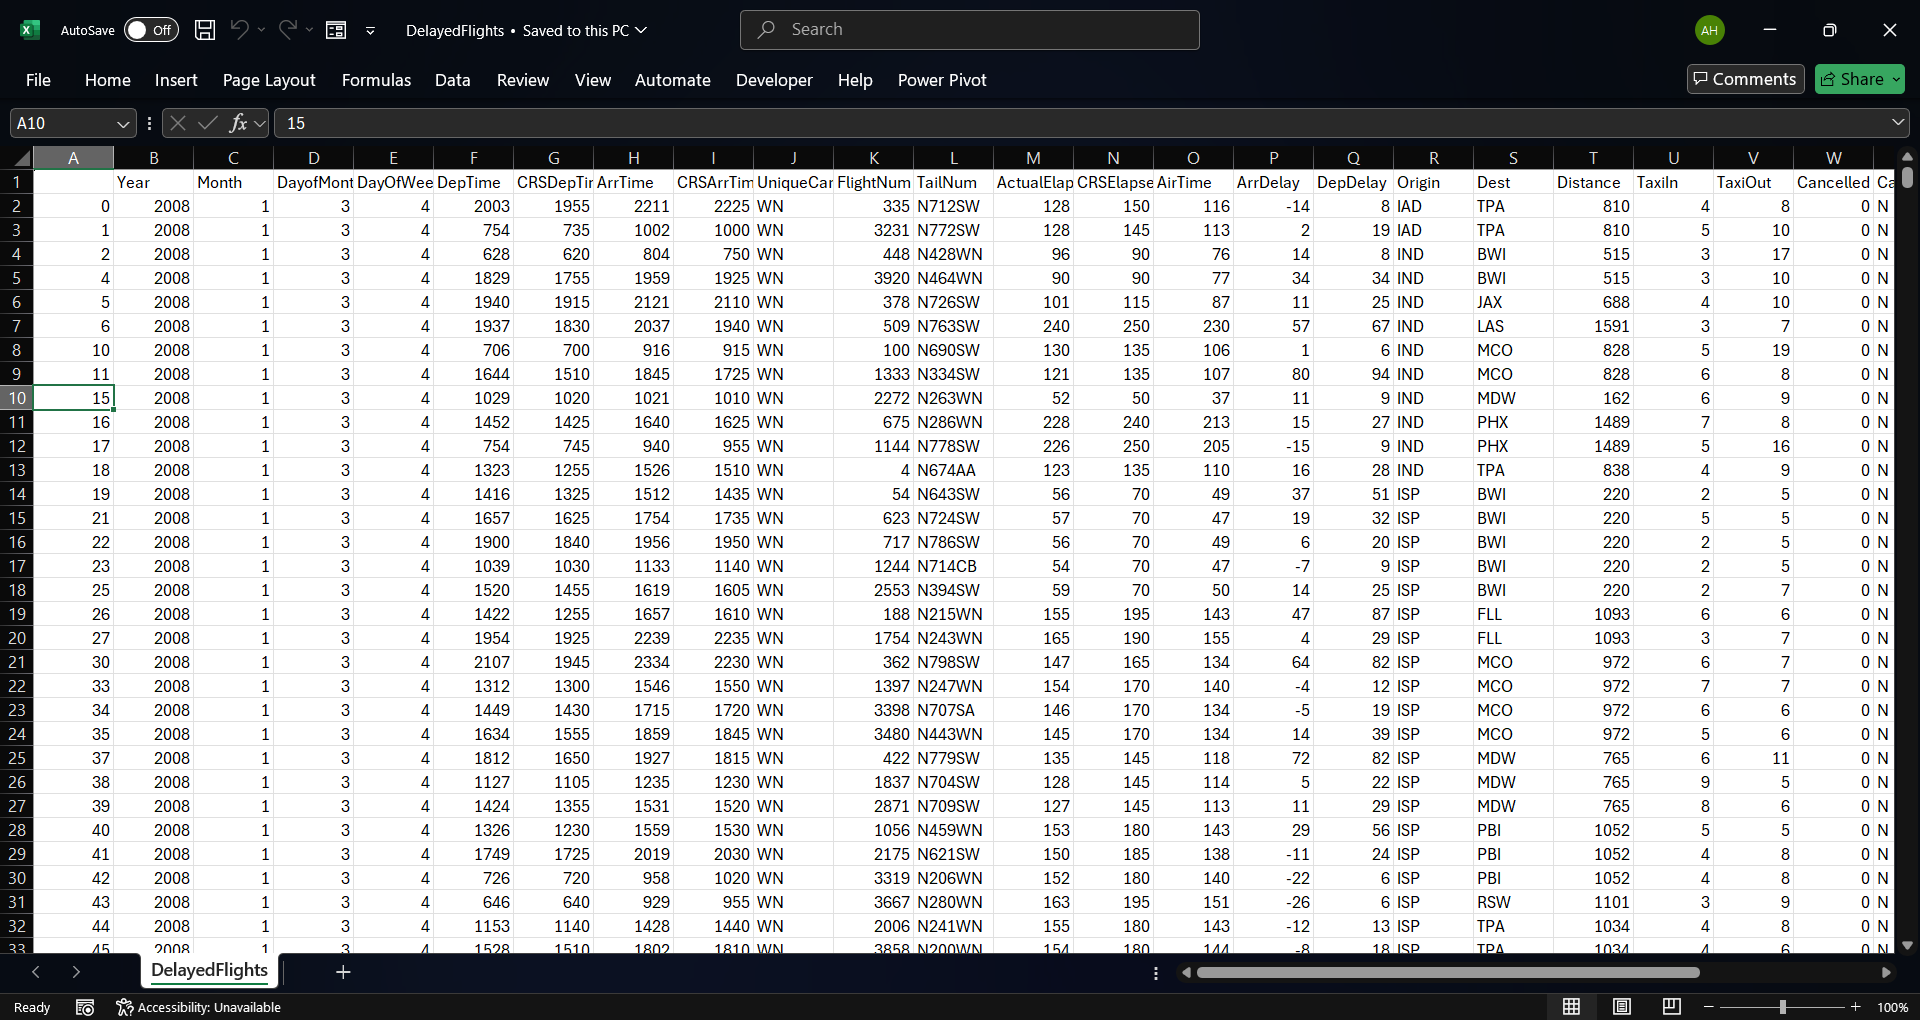 AutoSave Off DelayedFlights • Saved to this PC Search AH
File Home Insert Page Layout Formulas Data Review View Automate Developer Help Power Pivot Comments Share
A10 fx 15
A B C D E F G H I J K L M N O P Q R S T U V W
1 Year Month DayofMont DayOfWee DepTime CRSDepTir ArrTime CRSArrTim UniqueCar FlightNum TailNum ActualElap CRSElapse AirTime ArrDelay DepDelay Origin Dest Distance TaxiIn TaxiOut Cancelled Ca
2 0 2008 1 3 4 2003 1955 2211 2225 WN 335 N712SW 128 150 116 -14 8 IAD TPA 810 4 8 0 N
3 1 2008 1 3 4 754 735 1002 1000 WN 3231 N772SW 128 145 113 2 19 IAD TPA 810 5 10 0 N
4 2 2008 1 3 4 628 620 804 750 WN 448 N428WN 96 90 76 14 8 IND BWI 515 3 17 0 N
5 4 2008 1 3 4 1829 1755 1959 1925 WN 3920 N464WN 90 90 77 34 34 IND BWI 515 3 10 0 N
6 5 2008 1 3 4 1940 1915 2121 2110 WN 378 N726SW 101 115 87 11 25 IND JAX 688 4 10 0 N
7 6 2008 1 3 4 1937 1830 2037 1940 WN 509 N763SW 240 250 230 57 67 IND LAS 1591 3 7 0 N
8 10 2008 1 3 4 706 700 916 915 WN 100 N690SW 130 135 106 1 6 IND MCO 828 5 19 0 N
9 11 2008 1 3 4 1644 1510 1845 1725 WN 1333 N334SW 121 135 107 80 94 IND MCO 828 6 8 0 N
10 15 2008 1 3 4 1029 1020 1021 1010 WN 2272 N263WN 52 50 37 11 9 IND MDW 162 6 9 0 N
11 16 2008 1 3 4 1452 1425 1640 1625 WN 675 N286WN 228 240 213 15 27 IND PHX 1489 7 8 0 N
12 17 2008 1 3 4 754 745 940 955 WN 1144 N778SW 226 250 205 -15 9 IND PHX 1489 5 16 0 N
13 18 2008 1 3 4 1323 1255 1526 1510 WN 4 N674AA 123 135 110 16 28 IND TPA 838 4 9 0 N
14 19 2008 1 3 4 1416 1325 1512 1435 WN 54 N643SW 56 70 49 37 51 ISP BWI 220 2 5 0 N
15 21 2008 1 3 4 1657 1625 1754 1735 WN 623 N724SW 57 70 47 19 32 ISP BWI 220 5 5 0 N
16 22 2008 1 3 4 1900 1840 1956 1950 WN 717 N786SW 56 70 49 6 20 ISP BWI 220 2 5 0 N
17 23 2008 1 3 4 1039 1030 1133 1140 WN 1244 N714CB 54 70 47 -7 9 ISP BWI 220 2 5 0 N
18 25 2008 1 3 4 1520 1455 1619 1605 WN 2553 N394SW 59 70 50 14 25 ISP BWI 220 2 7 0 N
19 26 2008 1 3 4 1422 1255 1657 1610 WN 188 N215WN 155 195 143 47 87 ISP FLL 1093 6 6 0 N
20 27 2008 1 3 4 1954 1925 2239 2235 WN 1754 N243WN 165 190 155 4 29 ISP FLL 1093 3 7 0 N
21 30 2008 1 3 4 2107 1945 2334 2230 WN 362 N798SW 147 165 134 64 82 ISP MCO 972 6 7 0 N
22 33 2008 1 3 4 1312 1300 1546 1550 WN 1397 N247WN 154 170 140 -4 12 ISP MCO 972 7 7 0 N
23 34 2008 1 3 4 1449 1430 1715 1720 WN 3398 N707SA 146 170 134 -5 19 ISP MCO 972 6 6 0 N
24 35 2008 1 3 4 1634 1555 1859 1845 WN 3480 N443WN 145 170 134 14 39 ISP MCO 972 5 6 0 N
25 37 2008 1 3 4 1812 1650 1927 1815 WN 422 N779SW 135 145 118 72 82 ISP MDW 765 6 11 0 N
26 38 2008 1 3 4 1127 1105 1235 1230 WN 1837 N704SW 128 145 114 5 22 ISP MDW 765 9 5 0 N
27 39 2008 1 3 4 1424 1355 1531 1520 WN 2871 N709SW 127 145 113 11 29 ISP MDW 765 8 6 0 N
28 40 2008 1 3 4 1326 1230 1559 1530 WN 1056 N459WN 153 180 143 29 56 ISP PBI 1052 5 5 0 N
29 41 2008 1 3 4 1749 1725 2019 2030 WN 2175 N621SW 150 185 138 -11 24 ISP PBI 1052 4 8 0 N
30 42 2008 1 3 4 726 720 958 1020 WN 3319 N206WN 152 180 140 -22 6 ISP PBI 1052 4 8 0 N
31 43 2008 1 3 4 646 640 929 955 WN 3667 N280WN 163 195 151 -26 6 ISP RSW 1101 3 9 0 N
32 44 2008 1 3 4 1153 1140 1428 1440 WN 2006 N241WN 155 180 143 -12 13 ISP TPA 1034 4 8 0 N
33 45 2008 1 3 4 1528 1510 1802 1810 WN 3858 N200WN 154 180 144 -8 18 ISP TPA 1034 4 6 0 N
DelayedFlights
Ready Accessibility: Unavailable 100%